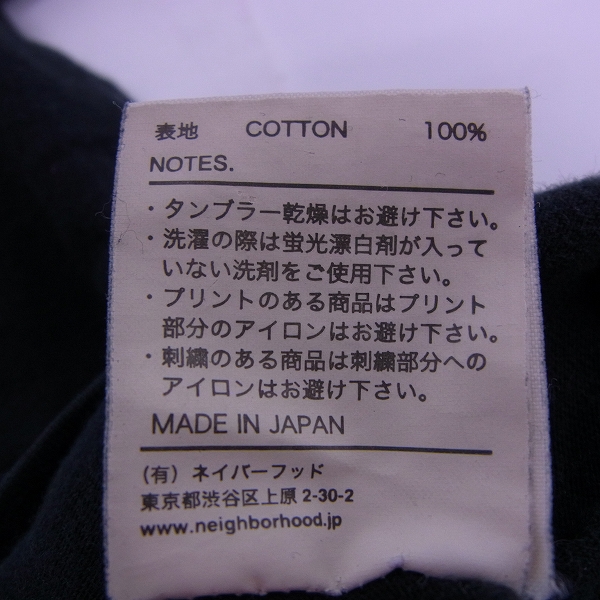 表地 COTTON 100%
NOTES.
・タンブラー乾燥はお避け下さい。
・洗濯の際は蛍光漂白剤が入って
いない洗剤をご使用下さい。
・プリントのある商品はプリント
部分のアイロンはお避け下さい。
・刺繍のある商品は刺繍部分への
アイロンはお避け下さい。
MADE IN JAPAN
(有) ネイバーフッド
東京都渋谷区上原 2-30-2
www.neighborhood.jp